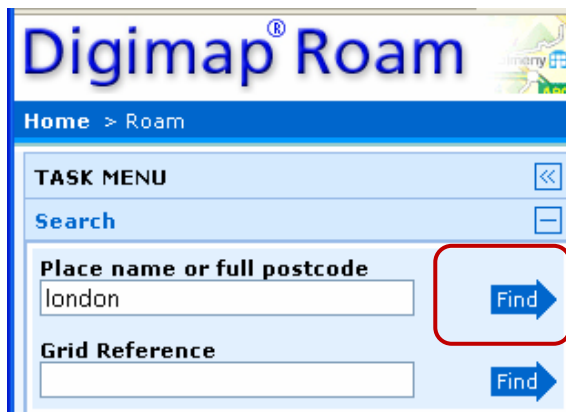 Digimap® Roam
Home > Roam
TASK MENU
Search
Place name or full postcode
london
Find
Grid Reference
Find